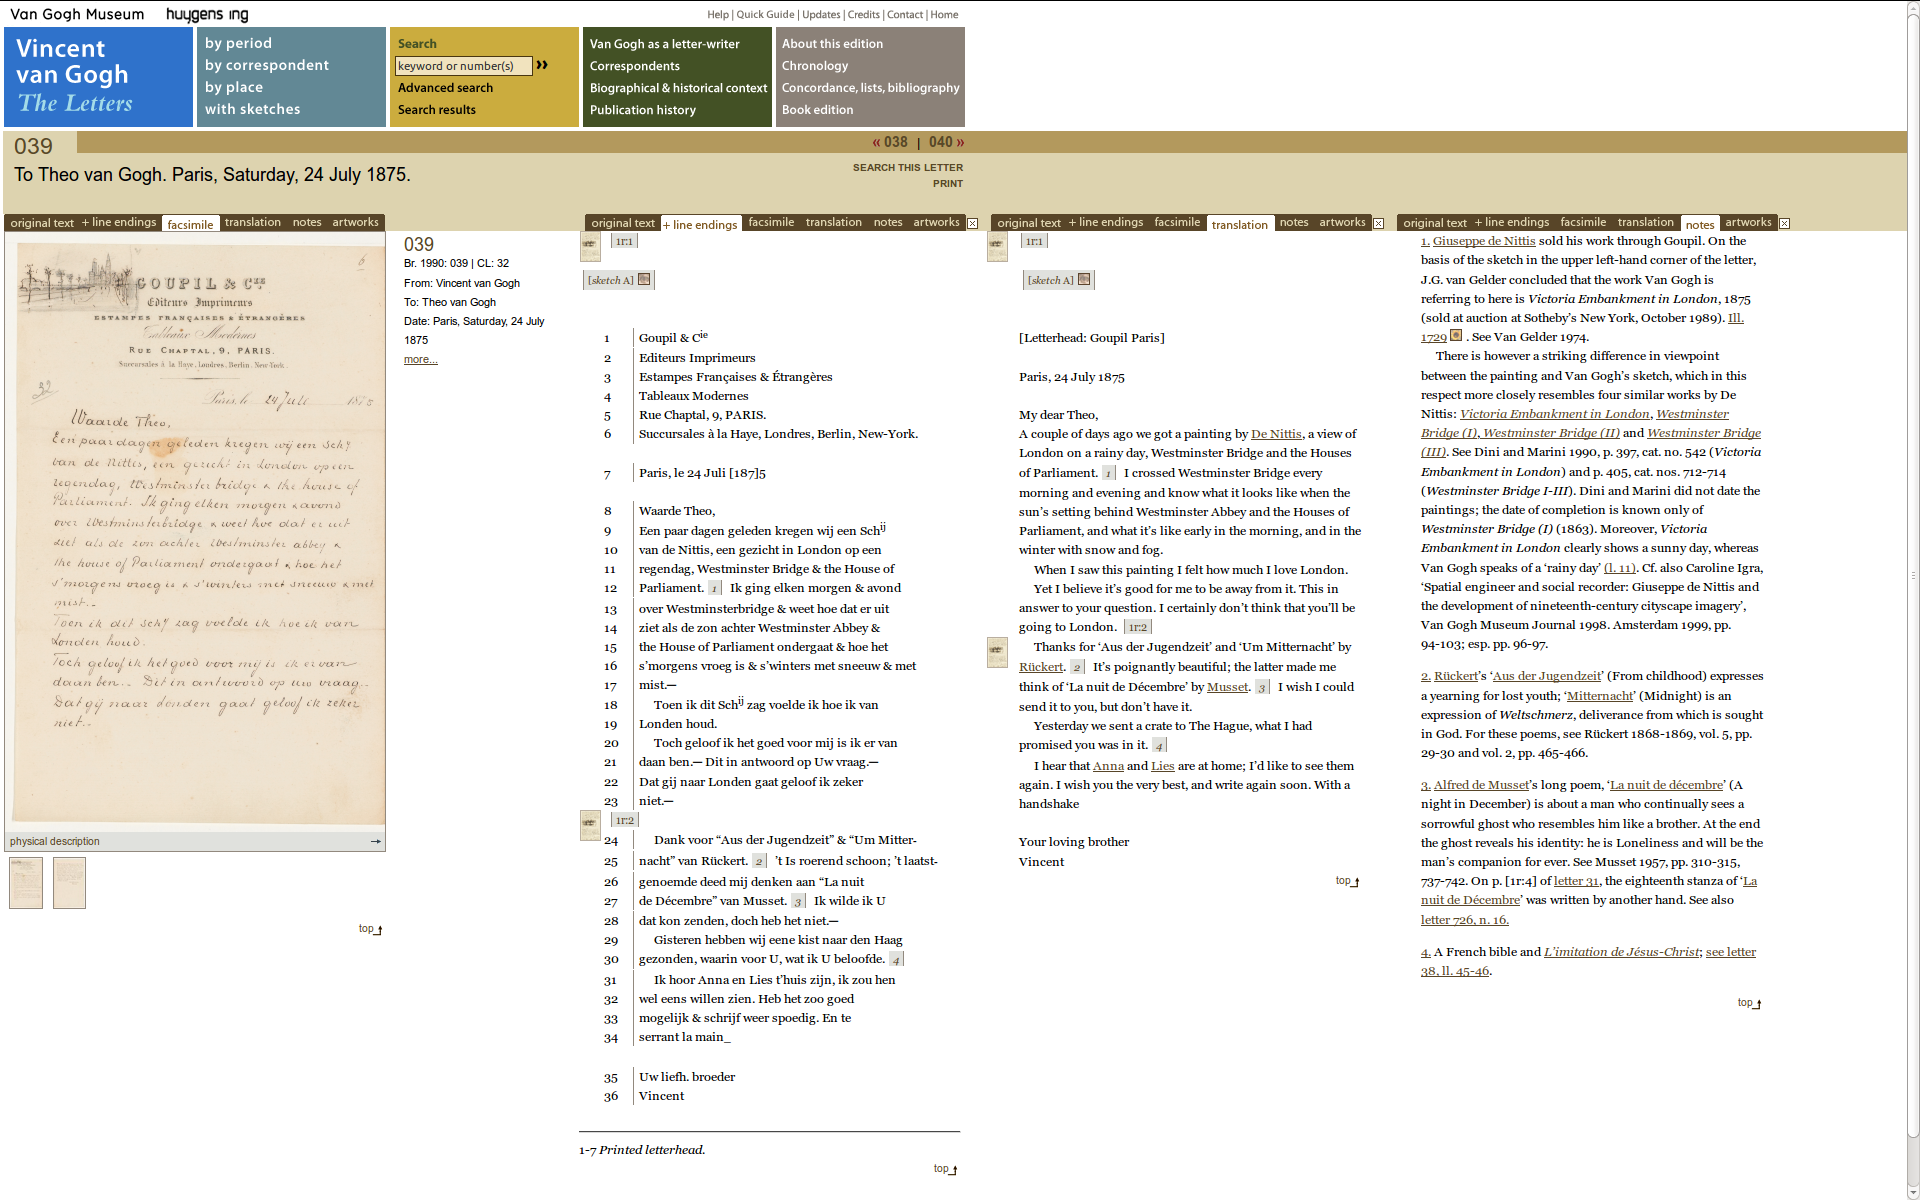 Van Gogh Museum huygens ing
Help | Quick Guide | Updates | Credits | Contact | Home
Vincent
van Gogh
The Letters
by period
by correspondent
by place
with sketches
Search
keyword or number(s) »
Advanced search
Search results
Van Gogh as a letter-writer
Correspondents
Biographical & historical context
Publication history
About this edition
Chronology
Concordance, lists, bibliography
Book edition
039
« 038 | 040 »
To Theo van Gogh. Paris, Saturday, 24 July 1875.
SEARCH THIS LETTER
PRINT
original text + line endings facsimile translation notes artworks
6
GOUPIL & CIE
Editeurs Imprimeurs
ESTAMPES FRANÇAISES & ÉTRANGÈRES
Tableaux Modernes
RUE CHAPTAL, 9, PARIS.
Succursales à la Haye, Londres, Berlin, New-York.
32
Paris, le 24 Juli 1875
Waarde Theo,
Een paar dagen geleden kregen wij een Schij
van de Nittis, een gezicht in London op een
regendag, Westminster bridge & the house of
Parliament. Ik ging elken morgen & avond
over Westminsterbridge & weet hoe dat er uit
ziet als de zon achter Westminster abbey &
the house of Parliament ondergaat & hoe het
s'morgens vroeg is & s'winters met sneeuw & met
mist.-
Toen ik dit Schij zag voelde ik hoe ik van
Londen houd.
Toch geloof ik het goed voor mij is ik er van
daan ben.- Dit in antwoord op uw vraag.-
Dat gij naar Londen gaat geloof ik zeker
niet.-
physical description →
top
039
Br. 1990: 039 | CL: 32
From: Vincent van Gogh
To: Theo van Gogh
Date: Paris, Saturday, 24 July
1875
more...
original text + line endings facsimile translation notes artworks
1r:1
[sketch A]
1 Goupil & Cie
2 Editeurs Imprimeurs
3 Estampes Françaises & Étrangères
4 Tableaux Modernes
5 Rue Chaptal, 9, PARIS.
6 Succursales à la Haye, Londres, Berlin, New-York.
7 Paris, le 24 Juli [187]5
8 Waarde Theo,
9 Een paar dagen geleden kregen wij een Schij
10 van de Nittis, een gezicht in London op een
11 regendag, Westminster Bridge & the House of
12 Parliament. 1 Ik ging elken morgen & avond
13 over Westminsterbridge & weet hoe dat er uit
14 ziet als de zon achter Westminster Abbey &
15 the House of Parliament ondergaat & hoe het
16 s'morgens vroeg is & s'winters met sneeuw & met
17 mist.—
18 Toen ik dit Schij zag voelde ik hoe ik van
19 Londen houd.
20 Toch geloof ik het goed voor mij is ik er van
21 daan ben.— Dit in antwoord op Uw vraag.—
22 Dat gij naar Londen gaat geloof ik zeker
23 niet.—
1r:2
24 Dank voor “Aus der Jugendzeit” & “Um Mitter-
25 nacht” van Rückert. 2 ’t Is roerend schoon; ’t laatst-
26 genoemde deed mij denken aan “La nuit
27 de Décembre” van Musset. 3 Ik wilde ik U
28 dat kon zenden, doch heb het niet.—
29 Gisteren hebben wij eene kist naar den Haag
30 gezonden, waarin voor U, wat ik U beloofde. 4
31 Ik hoor Anna en Lies t’huis zijn, ik zou hen
32 wel eens willen zien. Heb het zoo goed
33 mogelijk & schrijf weer spoedig. En te
34 serrant la main_
35 Uw liefh. broeder
36 Vincent
1-7 Printed letterhead.
top
original text + line endings facsimile translation notes artworks
1r:1
[sketch A]
[Letterhead: Goupil Paris]
Paris, 24 July 1875
My dear Theo,
A couple of days ago we got a painting by De Nittis, a view of
London on a rainy day, Westminster Bridge and the Houses
of Parliament. 1 I crossed Westminster Bridge every
morning and evening and know what it looks like when the
sun’s setting behind Westminster Abbey and the Houses of
Parliament, and what it’s like early in the morning, and in the
winter with snow and fog.
When I saw this painting I felt how much I love London.
Yet I believe it’s good for me to be away from it. This in
answer to your question. I certainly don’t think that you’ll be
going to London. 1r:2
Thanks for ‘Aus der Jugendzeit’ and ‘Um Mitternacht’ by
Rückert. 2 It’s poignantly beautiful; the latter made me
think of ‘La nuit de Décembre’ by Musset. 3 I wish I could
send it to you, but don’t have it.
Yesterday we sent a crate to The Hague, what I had
promised you was in it. 4
I hear that Anna and Lies are at home; I’d like to see them
again. I wish you the very best, and write again soon. With a
handshake
Your loving brother
Vincent
top
original text + line endings facsimile translation notes artworks
1. Giuseppe de Nittis sold his work through Goupil. On the
basis of the sketch in the upper left-hand corner of the letter,
J.G. van Gelder concluded that the work Van Gogh is
referring to here is Victoria Embankment in London, 1875
(sold at auction at Sotheby’s New York, October 1989). Ill.
1729 . See Van Gelder 1974.
There is however a striking difference in viewpoint
between the painting and Van Gogh’s sketch, which in this
respect more closely resembles four similar works by De
Nittis: Victoria Embankment in London, Westminster
Bridge (I), Westminster Bridge (II) and Westminster Bridge
(III). See Dini and Marini 1990, p. 397, cat. no. 542 (Victoria
Embankment in London) and p. 405, cat. nos. 712-714
(Westminster Bridge I-III). Dini and Marini did not date the
paintings; the date of completion is known only of
Westminster Bridge (I) (1863). Moreover, Victoria
Embankment in London clearly shows a sunny day, whereas
Van Gogh speaks of a ‘rainy day’ (l. 11). Cf. also Caroline Igra,
‘Spatial engineer and social recorder: Giuseppe de Nittis and
the development of nineteenth-century cityscape imagery’,
Van Gogh Museum Journal 1998. Amsterdam 1999, pp.
94-103; esp. pp. 96-97.
2. Rückert’s ‘Aus der Jugendzeit’ (From childhood) expresses
a yearning for lost youth; ‘Mitternacht’ (Midnight) is an
expression of Weltschmerz, deliverance from which is sought
in God. For these poems, see Rückert 1868-1869, vol. 5, pp.
29-30 and vol. 2, pp. 465-466.
3. Alfred de Musset’s long poem, ‘La nuit de décembre’ (A
night in December) is about a man who continually sees a
sorrowful ghost who resembles him like a brother. At the end
the ghost reveals his identity: he is Loneliness and will be the
man’s companion for ever. See Musset 1957, pp. 310-315,
737-742. On p. [1r:4] of letter 31, the eighteenth stanza of ‘La
nuit de Décembre’ was written by another hand. See also
letter 726, n. 16.
4. A French bible and L’imitation de Jésus-Christ; see letter
38, ll. 45-46.
top